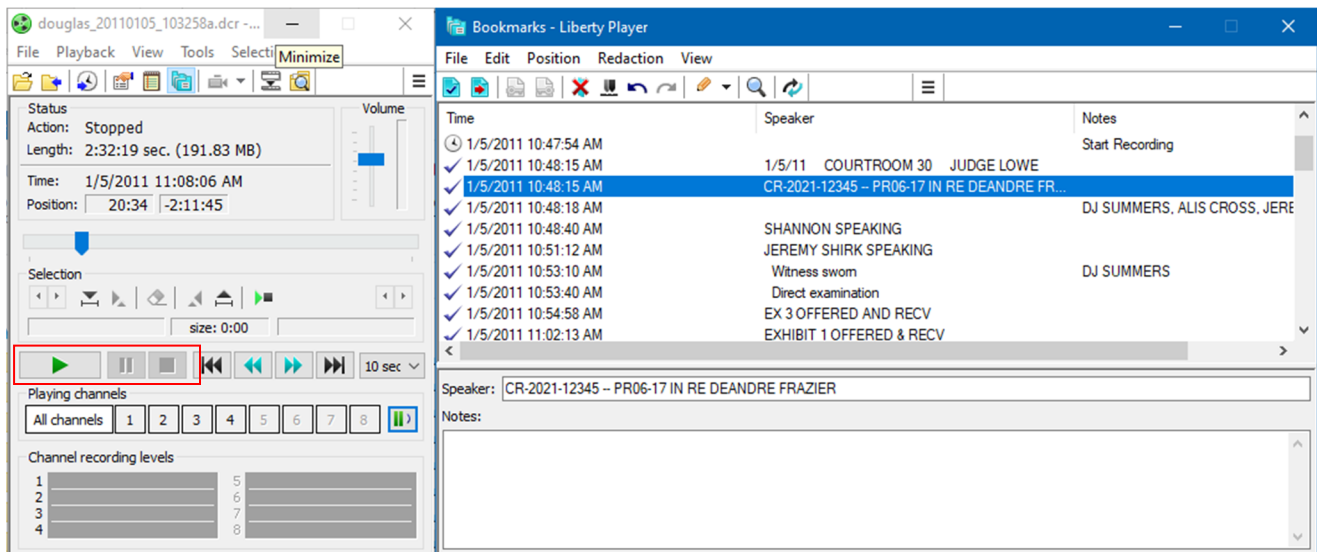 douglas_20110105_103258a.dcr -...
File Playback View Tools Selecti
Minimize
Status
Action: Stopped
Length: 2:32:19 sec. (191.83 MB)
Time: 1/5/2011 11:08:06 AM
Position: 20:34 -2:11:45
Volume
Selection
size: 0:00
10 sec
Playing channels
All channels 1 2 3 4 5 6 7 8
Channel recording levels
1 5
2 6
3 7
4 8
Bookmarks - Liberty Player
File Edit Position Redaction View
Time Speaker Notes
1/5/2011 10:47:54 AM Start Recording
1/5/2011 10:48:15 AM 1/5/11 COURTROOM 30 JUDGE LOWE
1/5/2011 10:48:15 AM CR-2021-12345 -- PR06-17 IN RE DEANDRE FR...
1/5/2011 10:48:18 AM DJ SUMMERS, ALIS CROSS, JERE
1/5/2011 10:48:40 AM SHANNON SPEAKING
1/5/2011 10:51:12 AM JEREMY SHIRK SPEAKING
1/5/2011 10:53:10 AM Witness sworn DJ SUMMERS
1/5/2011 10:53:40 AM Direct examination
1/5/2011 10:54:58 AM EX 3 OFFERED AND RECV
1/5/2011 11:02:13 AM EXHIBIT 1 OFFERED & RECV
Speaker: CR-2021-12345 -- PR06-17 IN RE DEANDRE FRAZIER
Notes: